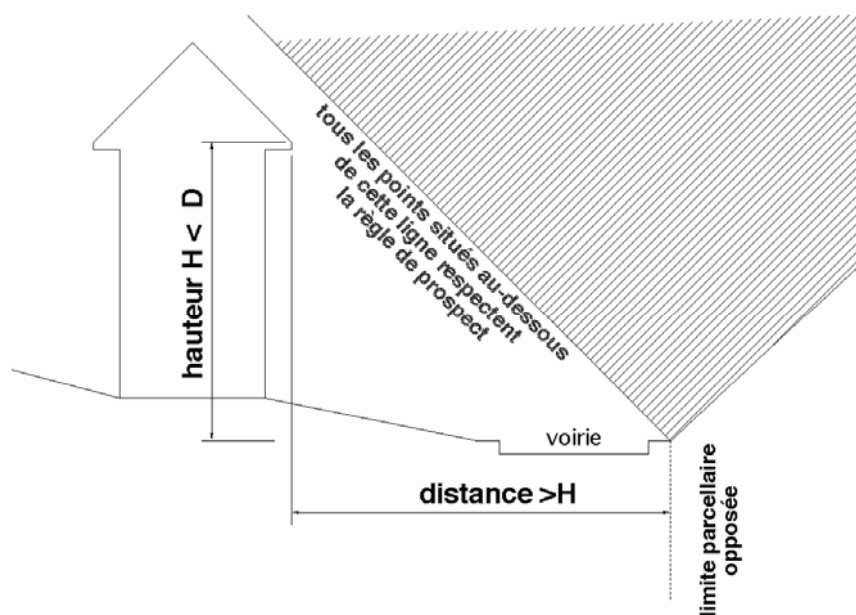 tous les points situés au-dessous
de cette ligne respectent
la règle de prospect
hauteur H < D
voirie
distance >H
limite parcellaire
opposée